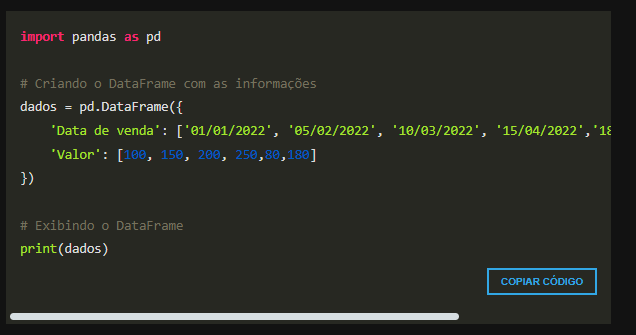 import pandas as pd
# Criando o DataFrame com as informações
dados = pd.DataFrame({
'Data de venda': ['01/01/2022', '05/02/2022', '10/03/2022', '15/04/2022','18
'Valor': [100, 150, 200, 250,80,180]
})
# Exibindo o DataFrame
print(dados)
COPIAR CÓDIGO